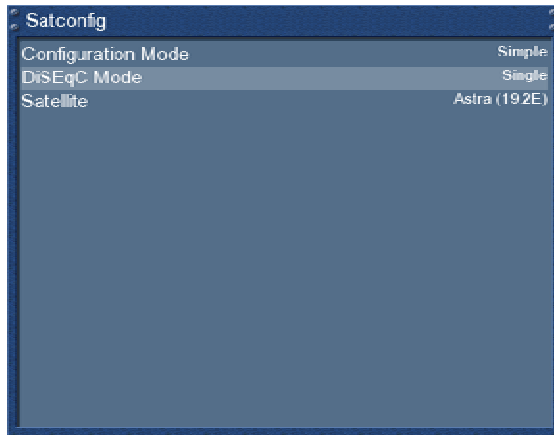 Satconfig
Configuration Mode Simple
DiSEqC Mode Single
Satellite Astra (19.2E)